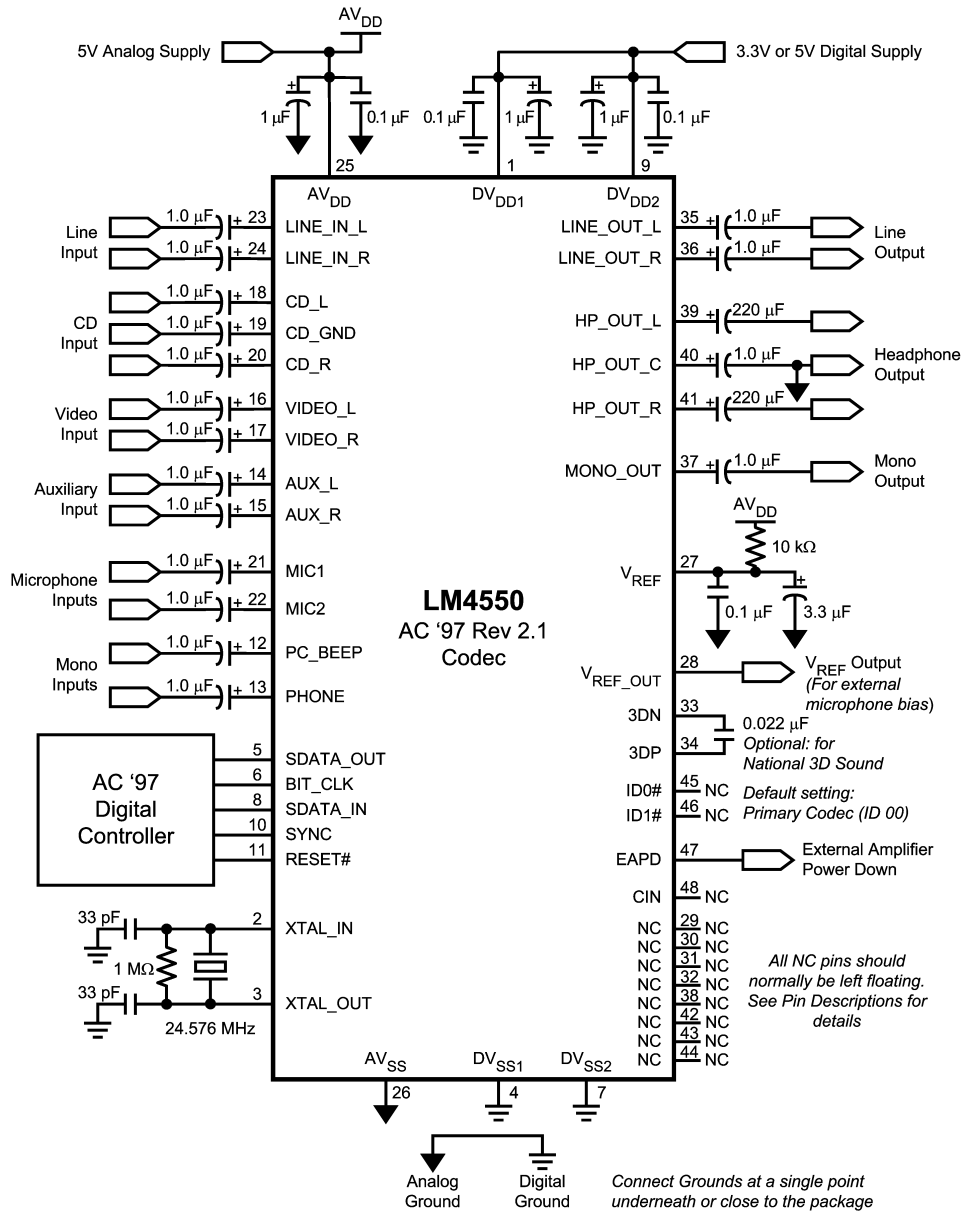 AVDD
5V Analog Supply
3.3V or 5V Digital Supply
+
+
+
1 μF
0.1 μF
0.1 μF
1 μF
1 μF
0.1 μF
25
1
9
AVDD
DVDD1
DVDD2
Line
Input
1.0 μF
+
23
LINE_IN_L
1.0 μF
+
24
LINE_IN_R
CD
Input
1.0 μF
+
18
CD_L
1.0 μF
+
19
CD_GND
1.0 μF
+
20
CD_R
Video
Input
1.0 μF
+
16
VIDEO_L
1.0 μF
+
17
VIDEO_R
Auxiliary
Input
1.0 μF
+
14
AUX_L
1.0 μF
+
15
AUX_R
Microphone
Inputs
1.0 μF
+
21
MIC1
1.0 μF
+
22
MIC2
Mono
Inputs
1.0 μF
+
12
PC_BEEP
1.0 μF
+
13
PHONE
AC ‘97
Digital
Controller
5
SDATA_OUT
6
BIT_CLK
8
SDATA_IN
10
SYNC
11
RESET#
33 pF
2
XTAL_IN
1 MΩ
33 pF
3
XTAL_OUT
24.576 MHz
LM4550
AC ‘97 Rev 2.1
Codec
LINE_OUT_L
35
+
1.0 μF
LINE_OUT_R
36
+
1.0 μF
Line
Output
HP_OUT_L
39
+
220 μF
HP_OUT_C
40
+
1.0 μF
HP_OUT_R
41
+
220 μF
Headphone
Output
MONO_OUT
37
+
1.0 μF
Mono
Output
AVDD
10 kΩ
VREF
27
+
0.1 μF
3.3 μF
VREF_OUT
28
VREF Output
(For external
microphone bias)
3DN
33
3DP
34
0.022 μF
Optional: for
National 3D Sound
ID0#
45
NC
ID1#
46
NC
Default setting:
Primary Codec (ID 00)
EAPD
47
External Amplifier
Power Down
CIN
48
NC
NC
29
NC
NC
30
NC
NC
31
NC
NC
32
NC
NC
38
NC
NC
42
NC
NC
43
NC
NC
44
NC
All NC pins should
normally be left floating.
See Pin Descriptions for
details
AVSS
DVSS1
DVSS2
26
4
7
Analog
Ground
Digital
Ground
Connect Grounds at a single point
underneath or close to the package